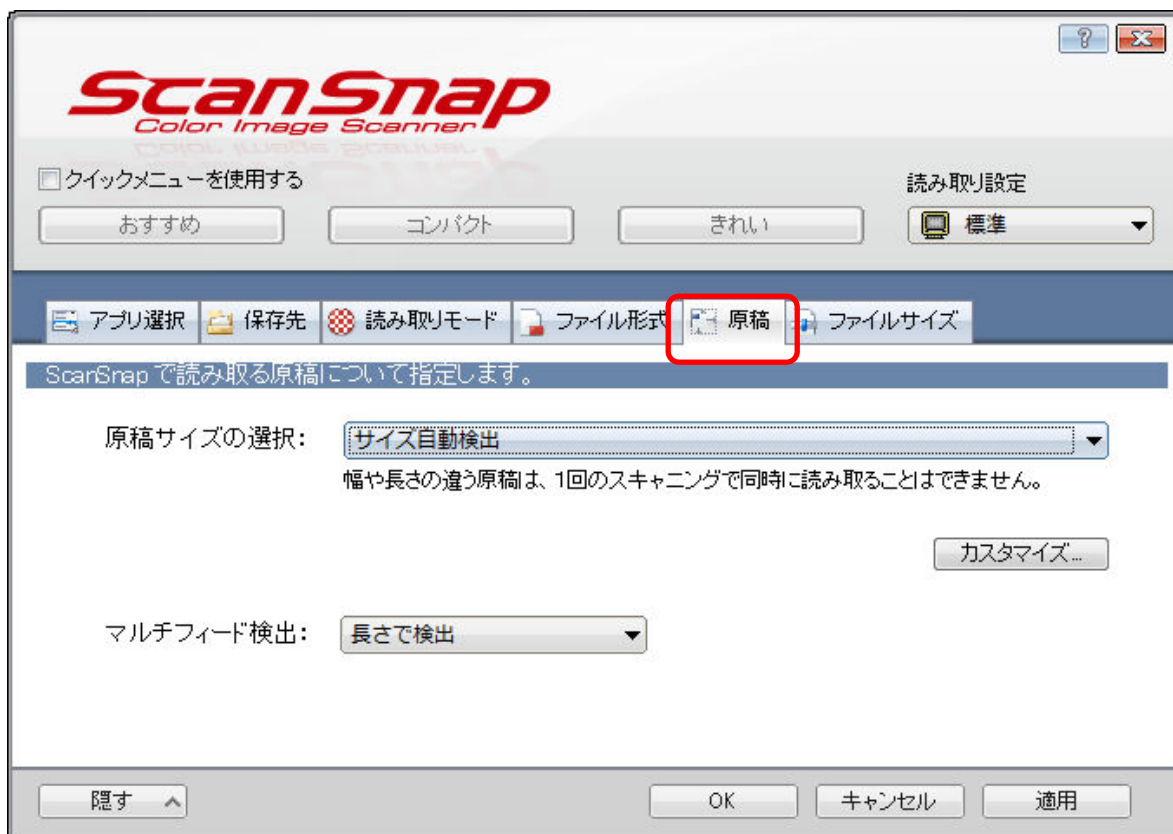 ScanSnap
Color Image Scanner
クイックメニューを使用する
読み取り設定
おすすめ
コンパクト
きれい
標準
アプリ選択
保存先
読み取りモード
ファイル形式
原稿
ファイルサイズ
ScanSnap で読み取る原稿について指定します。
原稿サイズの選択:
サイズ自動検出
幅や長さの違う原稿は、1回のスキャニングで同時に読み取ることはできません。
カスタマイズ...
マルチフィード検出:
長さで検出
隠す
OK
キャンセル
適用